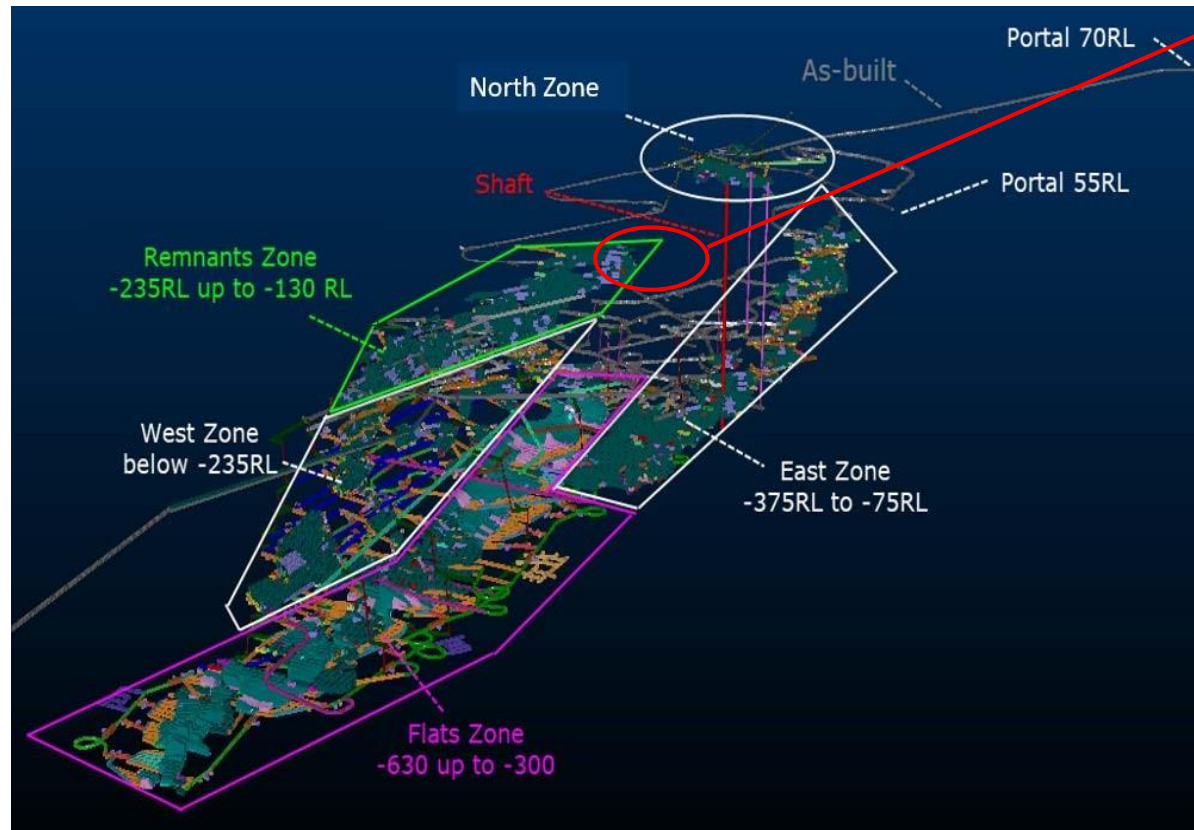 Portal 70RL
As-built
North Zone
Shaft
Portal 55RL
Remnants Zone
-235RL up to -130 RL
West Zone
below -235RL
East Zone
-375RL to -75RL
Flats Zone
-630 up to -300